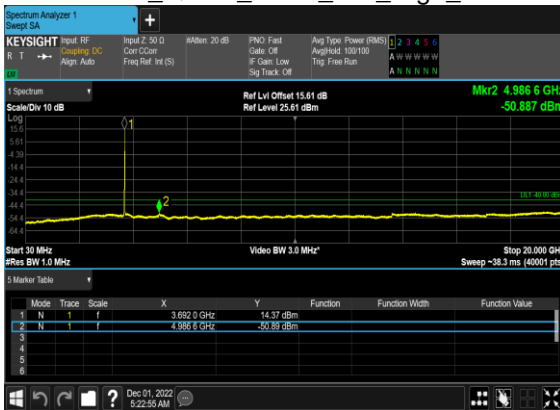 Spectrum Analyzer 1
Swept SA
KEYSIGHT Input: RF Input Z: 50 Ω #Atten: 20 dB PNO: Fast Avg Type: Power (RMS) 1 2 3 4 5 6
R T Coupling: DC Corr CCorr Gate: Off Avg|Hold: 100/100 A W W W W W
Align: Auto Freq Ref: Int (S) IF Gain: Low Trig: Free Run
Sig Track: Off A N N N N N
1 Spectrum Ref Lvl Offset 15.61 dB Mkr2 4.986 6 GHz
Scale/Div 10 dB Ref Level 25.61 dBm -50.887 dBm
Log
15.6
5.61
-4.39
-14.4
-24.4
-34.4
-44.4
-54.4
-64.4
1
2
Start 30 MHz Video BW 3.0 MHz* Stop 20.000 GH
#Res BW 1.0 MHz Sweep ~38.3 ms (40001 pts
5 Marker Table
Mode Trace Scale X Y Function Function Width Function Value
1 N 1 f 3.692 0 GHz 14.37 dBm
2 N 1 f 4.986 6 GHz -50.89 dBm
3
4
5
6
? Dec 01, 2022
5:22:55 AM